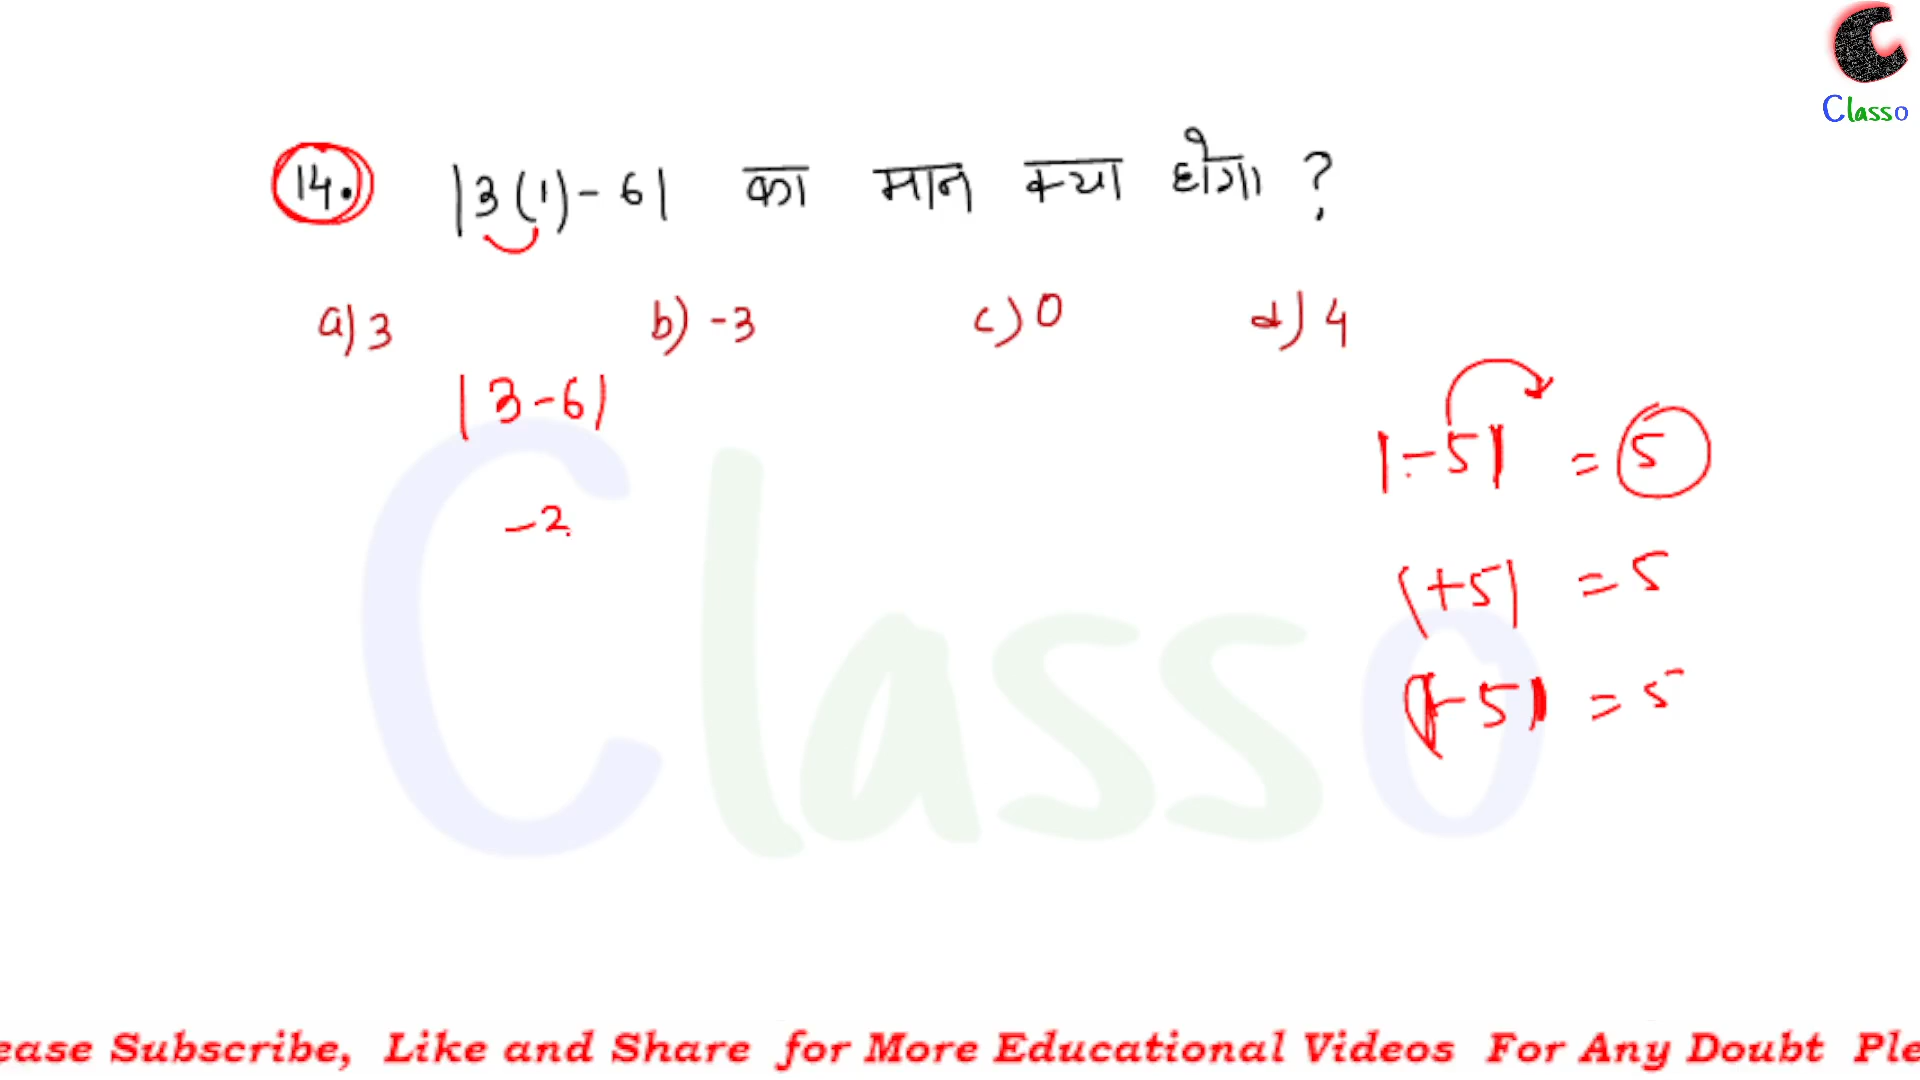 Classo
14. |3(1)-6| का मान क्या होगा ?
a) 3 b) -3 c) 0 d) 4
|3-6|
-2
|-5| = 5
|+5| = 5
|-5| = 5
Classo
ease Subscribe, Like and Share for More Educational Videos For Any Doubt Ple